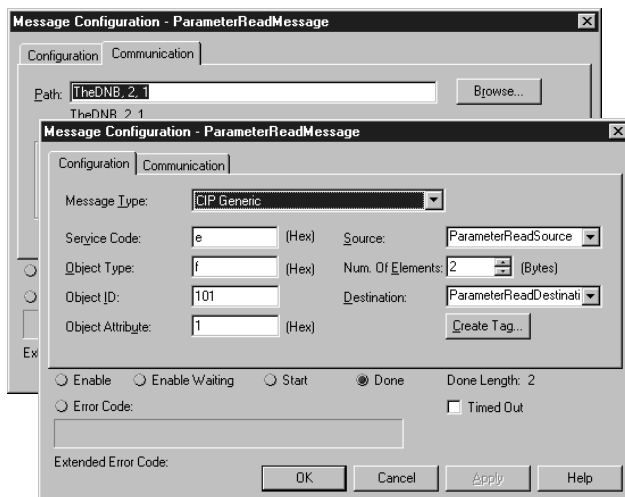 Message Configuration - ParameterReadMessage
Configuration Communication
Path: TheDNB, 2, 1 Browse...
TheDNB, 2, 1
Message Configuration - ParameterReadMessage
Configuration Communication
Message Type: CIP Generic
Service Code: e (Hex) Source: ParameterReadSource
Object Type: f (Hex) Num. Of Elements: 2 (Bytes)
Object ID: 101 Destination: ParameterReadDestinati
Object Attribute: 1 (Hex) Create Tag...
Enable Enable Waiting Start Done Done Length: 2
Error Code: Timed Out
Extended Error Code:
OK Cancel Apply Help
Ex